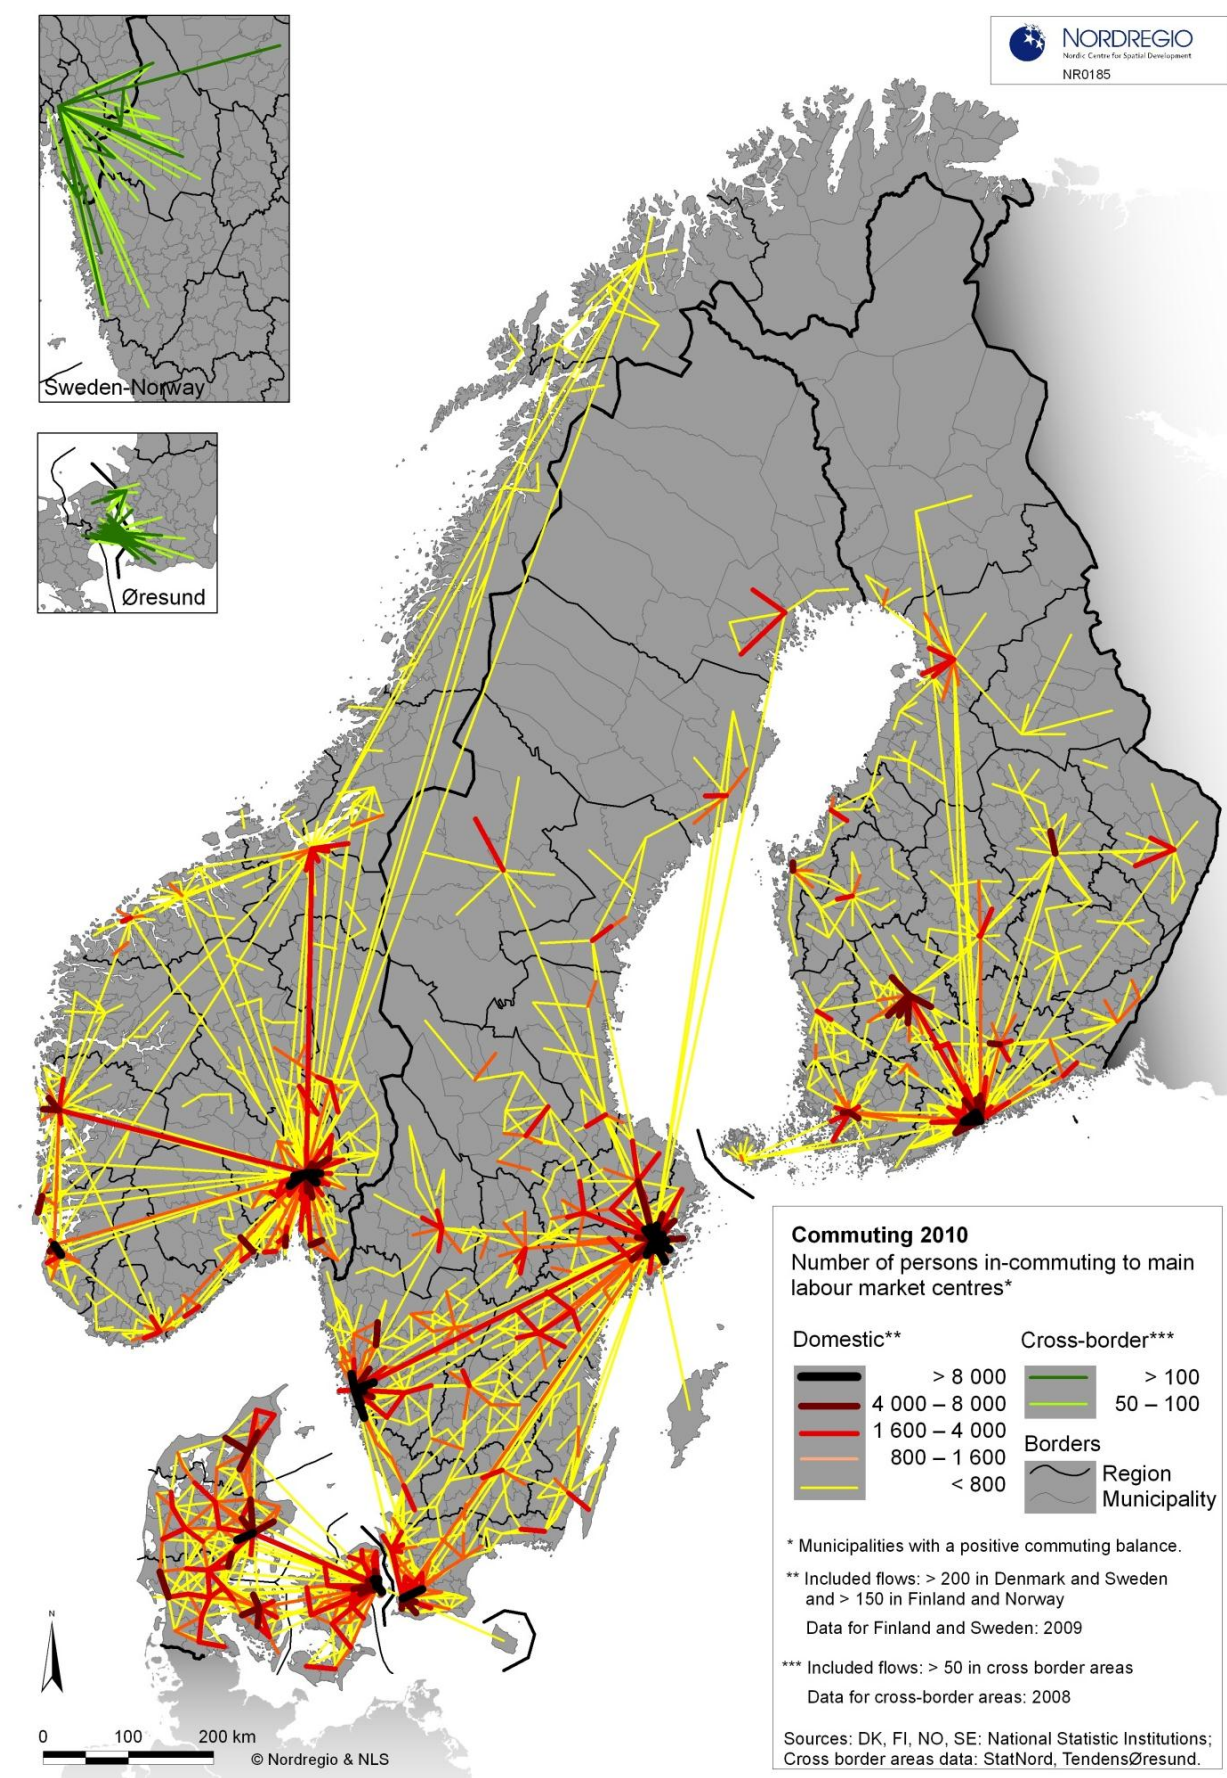 NORDREGIO
Nordic Centre for Spatial Development
NR0185
Sweden-Norway
Øresund
Commuting 2010
Number of persons in-commuting to main
labour market centres*
Domestic**
> 8 000
4 000 – 8 000
1 600 – 4 000
800 – 1 600
< 800
Cross-border***
> 100
50 – 100
Borders
Region
Municipality
* Municipalities with a positive commuting balance.
** Included flows: > 200 in Denmark and Sweden
and > 150 in Finland and Norway
Data for Finland and Sweden: 2009
*** Included flows: > 50 in cross border areas
Data for cross-border areas: 2008
Sources: DK, FI, NO, SE: National Statistic Institutions;
Cross border areas data: StatNord, TendensØresund.
N
0 100 200 km
© Nordregio & NLS